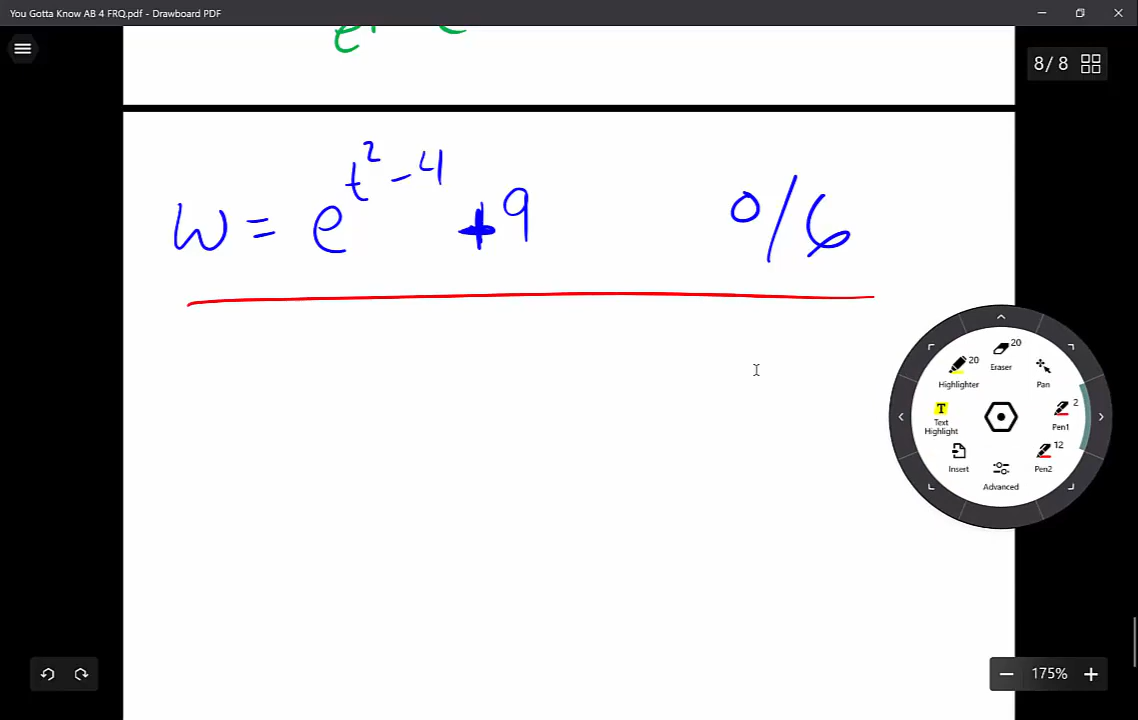 You Gotta Know AB 4 FRQ.pdf - Drawboard PDF
8 / 8
w = e^{t^2 - 4} + 9
0/6
20
Eraser
20
Highlighter
Pan
T
Text Highlight
2
Pen1
Insert
12
Pen2
Advanced
175%